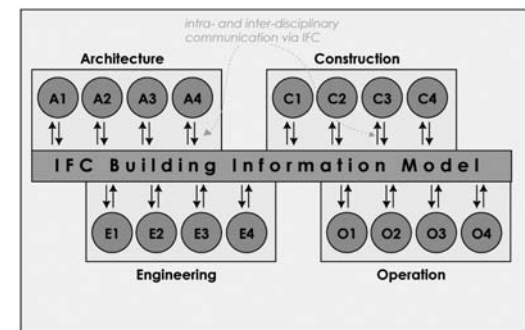 intra- and inter-disciplinary
communication via IFC
Architecture
Construction
A1 A2 A3 A4
C1 C2 C3 C4
IFC Building Information Model
E1 E2 E3 E4
O1 O2 O3 O4
Engineering
Operation